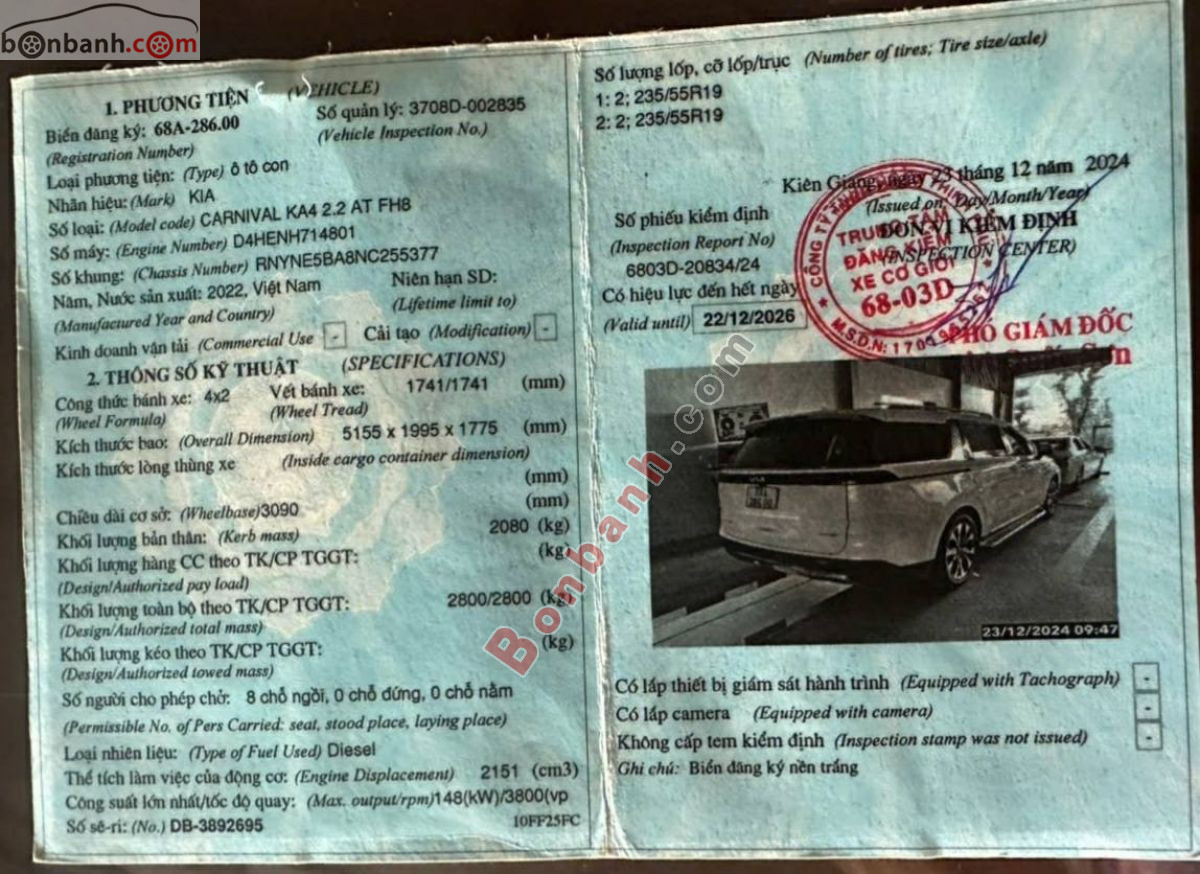 bonbanh.com
1. PHƯƠNG TIỆN (VEHICLE)
Biển đăng ký: 68A-286.00
Số quản lý: 3708D-002835
(Registration Number)
(Vehicle Inspection No.)
Loại phương tiện: (Type) ô tô con
Nhãn hiệu: (Mark) KIA
Số loại: (Model code) CARNIVAL KA4 2.2 AT FH8
Số máy: (Engine Number) D4HENH714801
Số khung: (Chassis Number) RNYNE5BA8NC255377
Năm, Nước sản xuất: 2022, Việt Nam
Niên hạn SD:
(Manufactured Year and Country)
(Lifetime limit to)
Kinh doanh vận tải (Commercial Use) -
Cải tạo (Modification) -
2. THÔNG SỐ KỸ THUẬT (SPECIFICATIONS)
Công thức bánh xe: 4x2
Vết bánh xe: 1741/1741 (mm)
(Wheel Formula)
(Wheel Tread)
Kích thước bao: (Overall Dimension) 5155 x 1995 x 1775 (mm)
Kích thước lòng thùng xe (Inside cargo container dimension)
(mm)
Chiều dài cơ sở: (Wheelbase)3090 (mm)
Khối lượng bản thân: (Kerb mass) 2080 (kg)
Khối lượng hàng CC theo TK/CP TGGT: (kg)
(Design/Authorized pay load)
Khối lượng toàn bộ theo TK/CP TGGT: 2800/2800 (kg)
(Design/Authorized total mass)
Khối lượng kéo theo TK/CP TGGT: (kg)
(Design/Authorized towed mass)
Số người cho phép chở: 8 chỗ ngồi, 0 chỗ đứng, 0 chỗ nằm
(Permissible No. of Pers Carried: seat, stood place, laying place)
Loại nhiên liệu: (Type of Fuel Used) Diesel
Thể tích làm việc của động cơ: (Engine Displacement) 2151 (cm3)
Công suất lớn nhất/tốc độ quay: (Max. output/rpm)148(kW)/3800(vp
Số sê-ri: (No.) DB-3892695
10FF25FC
Số lượng lốp, cỡ lốp/trục (Number of tires; Tire size/axle)
1: 2; 235/55R19
2: 2; 235/55R19
Kiên Giang, ngày 23 tháng 12 năm 2024
(Issued on: Day/Month/Year)
Số phiếu kiểm định
ĐƠN VỊ KIỂM ĐỊNH
(Inspection Report No)
(INSPECTION CENTER)
6803D-20834/24
Có hiệu lực đến hết ngày
(Valid until) 22/12/2026
TRUNG TÂM
ĐĂNG KIỂM
XE CƠ GIỚI
68-03D
PHÓ GIÁM ĐỐC
Bonbanh.com
KIA
23/12/2024 09:47
Có lắp thiết bị giám sát hành trình (Equipped with Tachograph) -
Có lắp camera (Equipped with camera) -
Không cấp tem kiểm định (Inspection stamp was not issued) -
Ghi chú: Biển đăng ký nền trắng